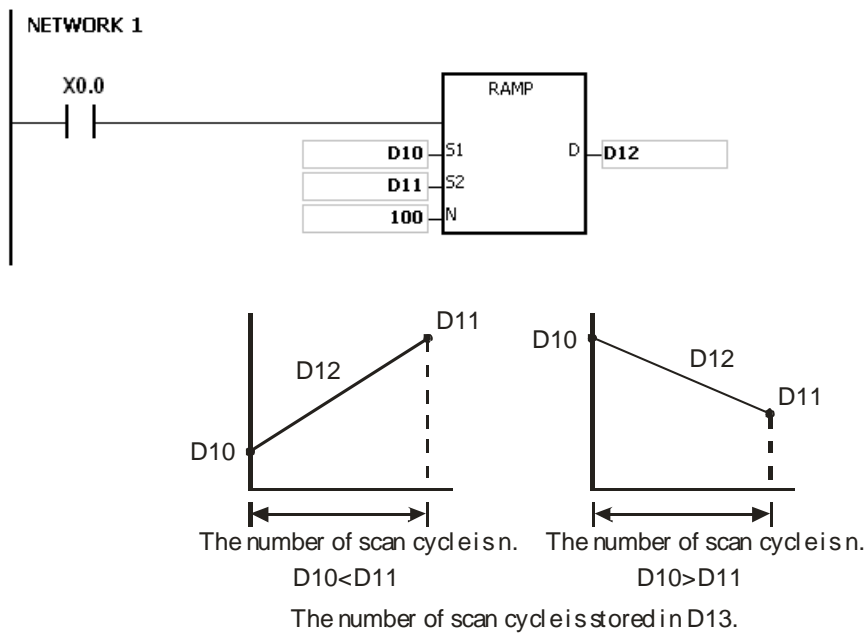 NETWORK 1
X0.0
RAMP
D10 S1 D D12
D11 S2
100 N
D11
D12
D10
D10
D12
D11
The number of scan cycle is n. The number of scan cycle is n.
D10<D11 D10>D11
The number of scan cycle is stored in D13.